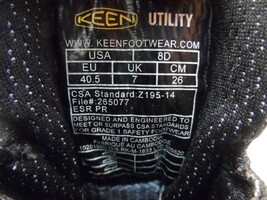 KEEN UTILITY
WWW.KEENFOOTWEAR.COM
USA 8D
EU UK CM
40.5 7 26
CSA Standard:Z195-14
File#:265077
ESR PR
DESIGNED AND ENGINEERED TO
MEET OR SURPASS CSA STANDARD
FOR GRADE 1 SAFETY FOOTWEAR
MADE IN CAMBODIA